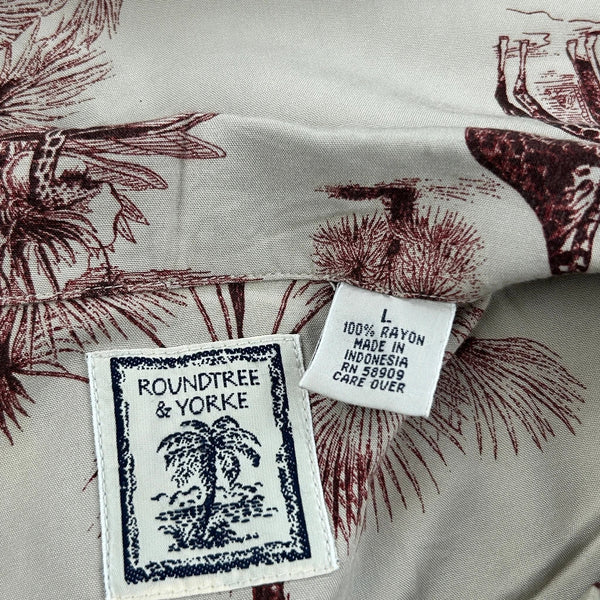 ROUNDTREE
& YORKE
L
100% RAYON
MADE IN
INDONESIA
RN 58909
CARE OVER